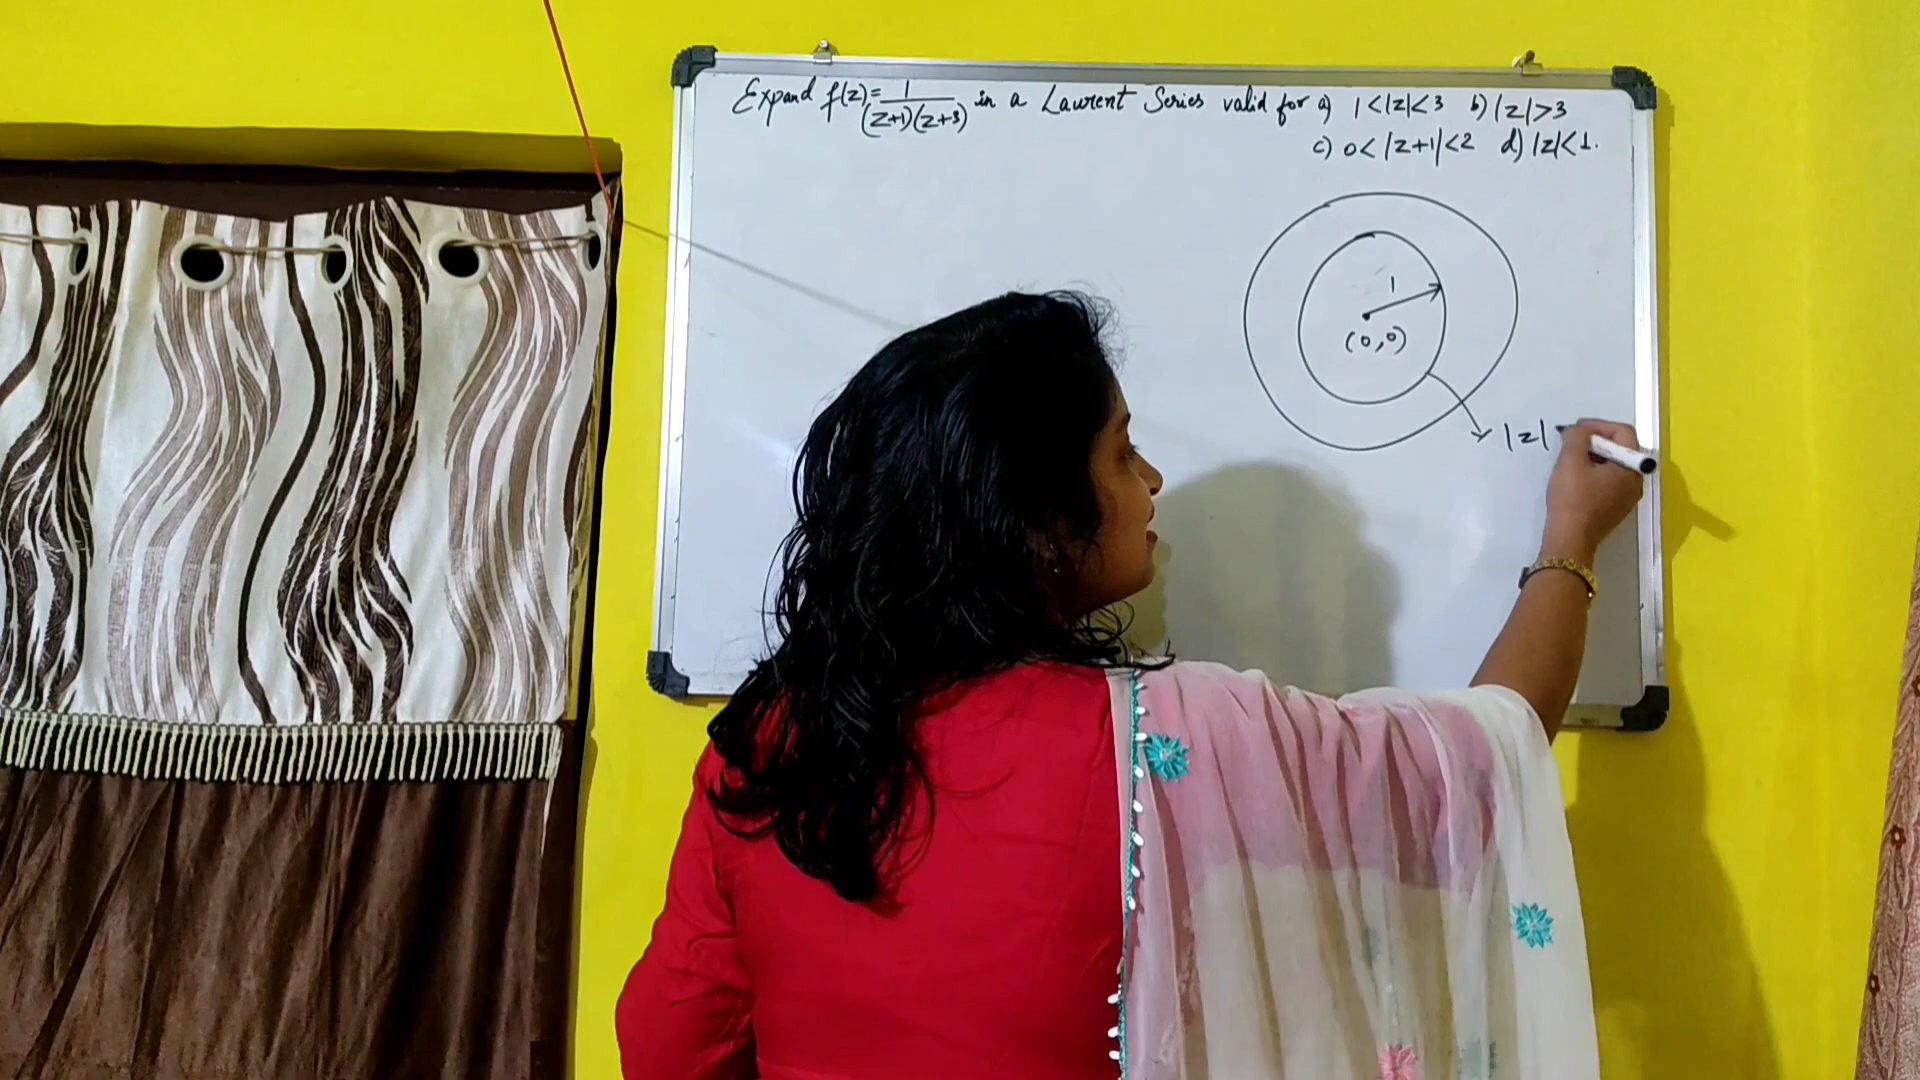 Expand f(z)= 1/(z+1)(z+3) in a Laurent Series valid for a) 1<|z|<3 b) |z|>3
c) 0<|z+1|<2 d) |z|<1.
1
(0,0)
|z|